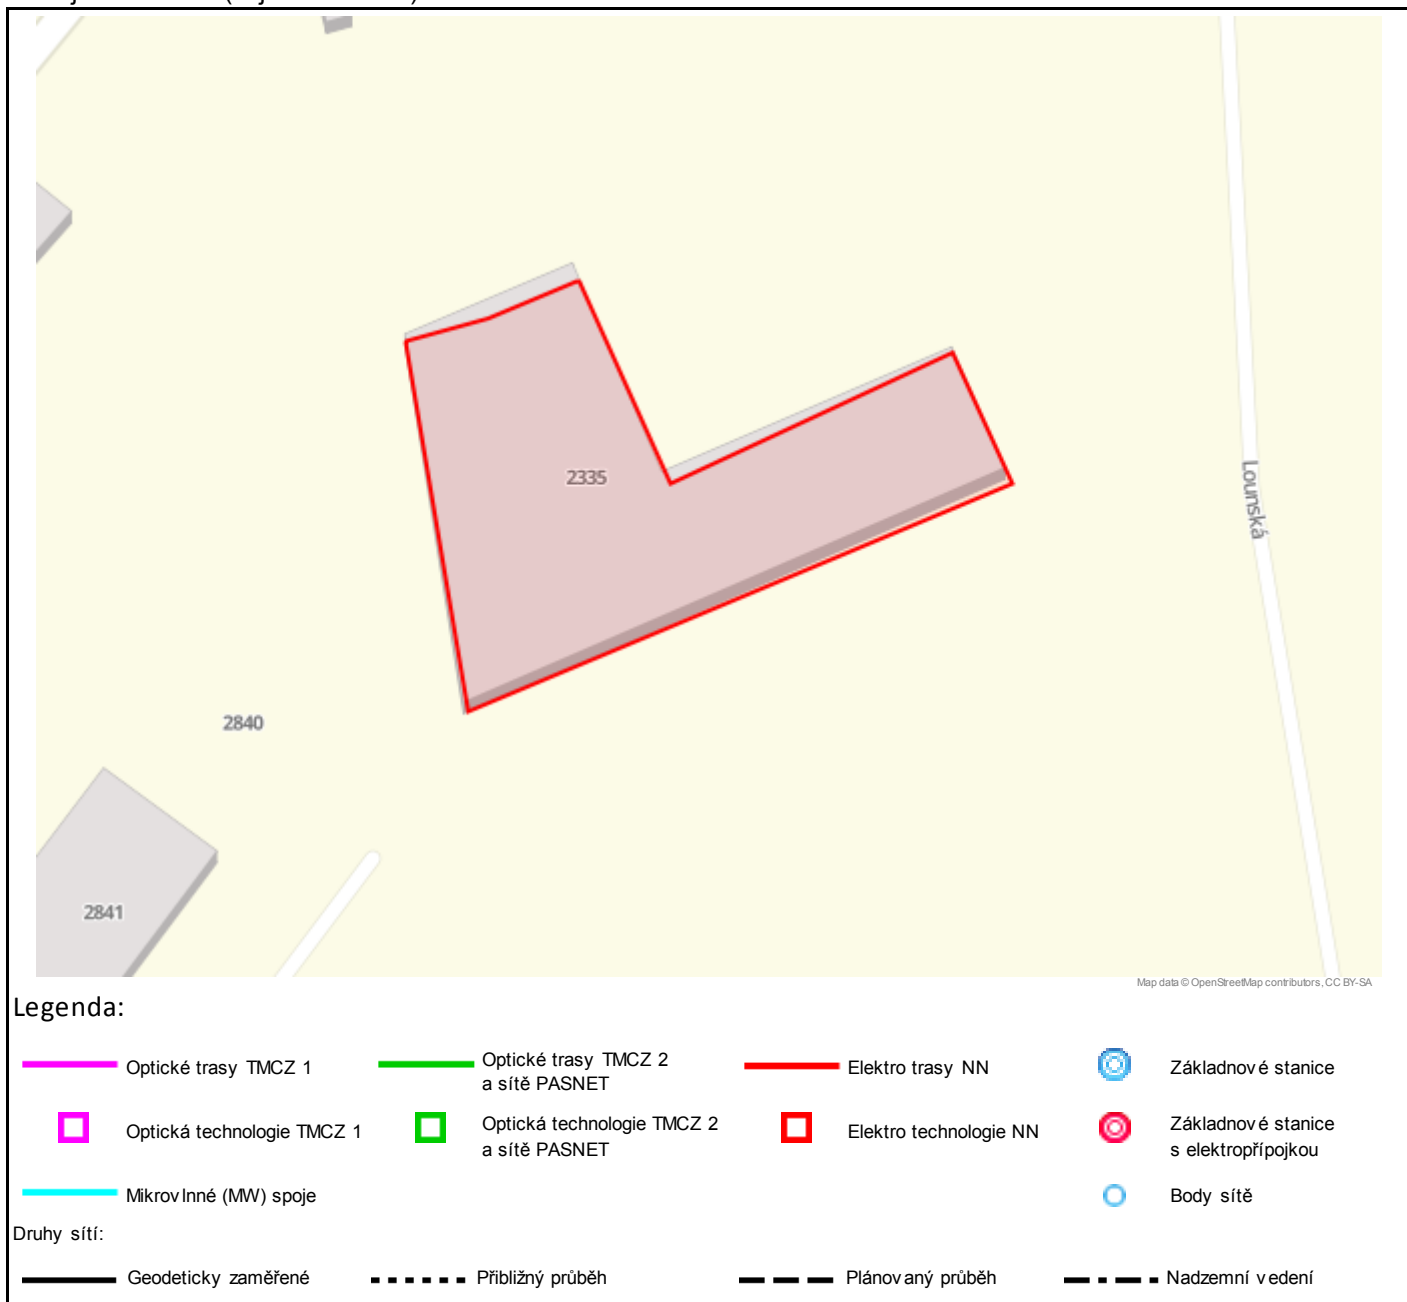 2335
Lounská
2840
2841
Map data © OpenStreetMap contributors, CC BY-SA
Legenda:
Optické trasy TMCZ 1
Optické trasy TMCZ 2
a sítě PASNET
Elektro trasy NN
Základnové stanice
Optická technologie TMCZ 1
Optická technologie TMCZ 2
a sítě PASNET
Elektro technologie NN
Základnové stanice
s elektropřípojkou
Mikrovlnné (MW) spoje
Body sítě
Druhy sítí:
Geodeticky zaměřené
Přibližný průběh
Plánovaný průběh
Nadzemní vedení